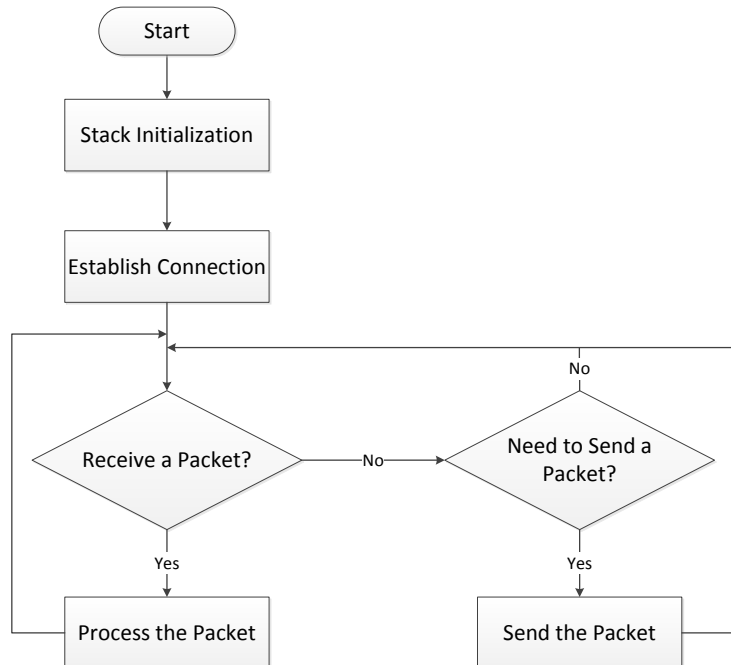 Start
Stack Initialization
Establish Connection
No
Receive a Packet?
No
Need to Send a
Packet?
Yes
Yes
Process the Packet
Send the Packet